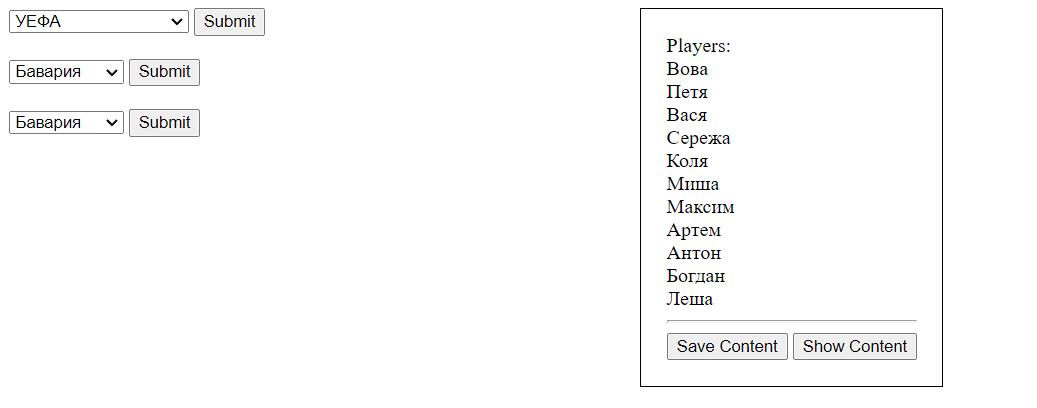 УЕФА Submit
Бавария Submit
Бавария Submit
Players:
Вова
Петя
Вася
Сережа
Коля
Миша
Максим
Артем
Антон
Богдан
Леша
Save Content Show Content